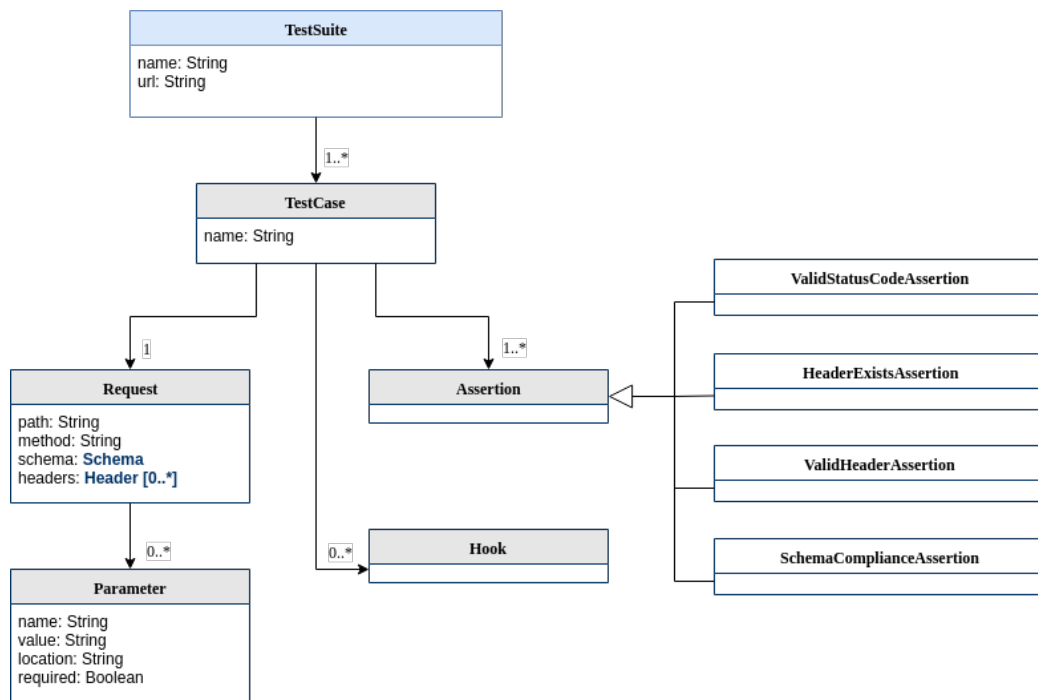 TestSuite
name: String
url: String
1..*
TestCase
name: String
1
1..*
Request
path: String
method: String
schema: Schema
headers: Header [0..*]
Assertion
ValidStatusCodeAssertion
HeaderExistsAssertion
ValidHeaderAssertion
SchemaComplianceAssertion
0..*
Hook
0..*
Parameter
name: String
value: String
location: String
required: Boolean